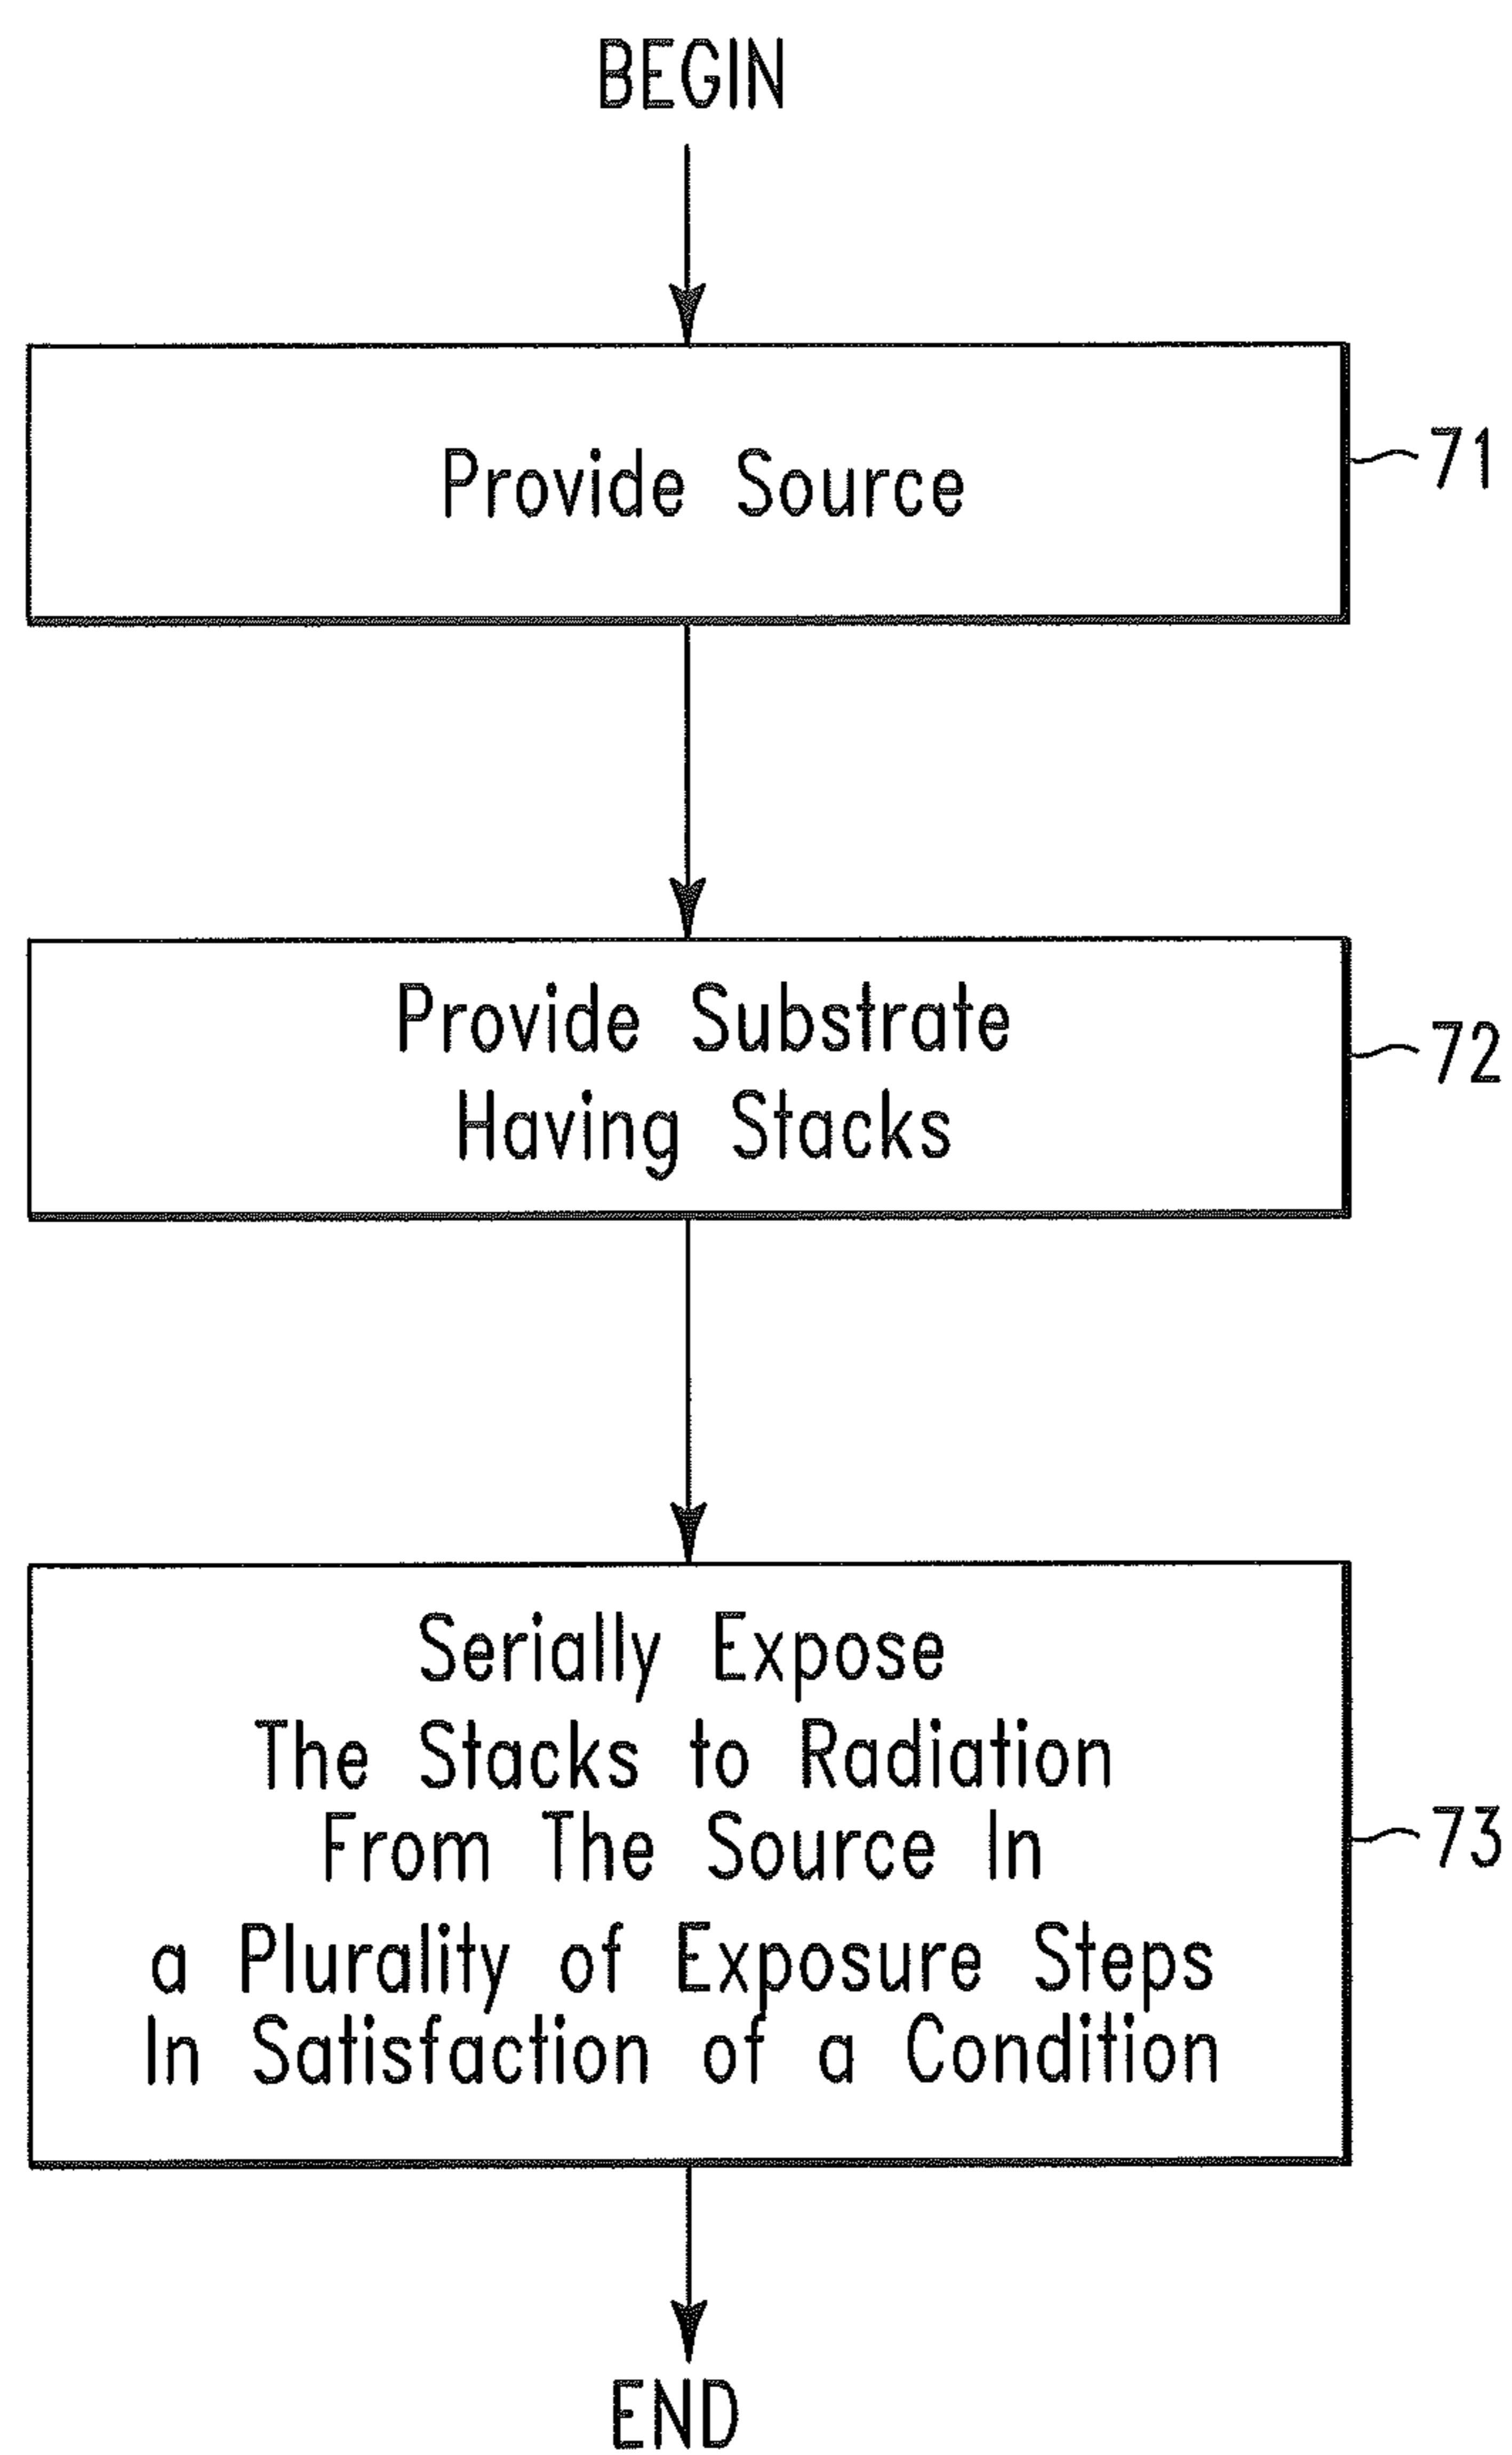 BEGIN
Provide Source
71
Provide Substrate
Having Stacks
72
Serially Expose
The Stacks to Radiation
From The Source In
a Plurality of Exposure Steps
In Satisfaction of a Condition
73
END